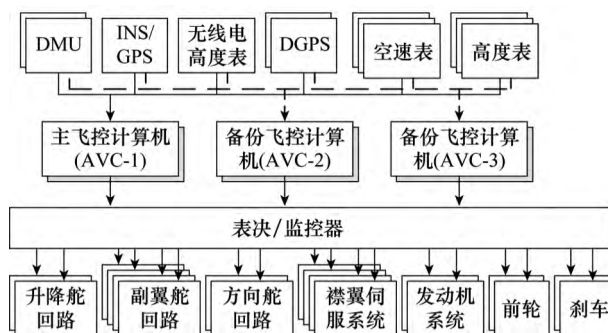 DMU
INS/
GPS
无线电
高度表
DGPS
空速表
高度表
主飞控计算机
(AVC-1)
备份飞控计算
机(AVC-2)
备份飞控计算
机(AVC-3)
表决/监控器
升降舵
回路
副翼舵
回路
方向舵
回路
襟翼伺
服系统
发动机
系统
前轮
刹车